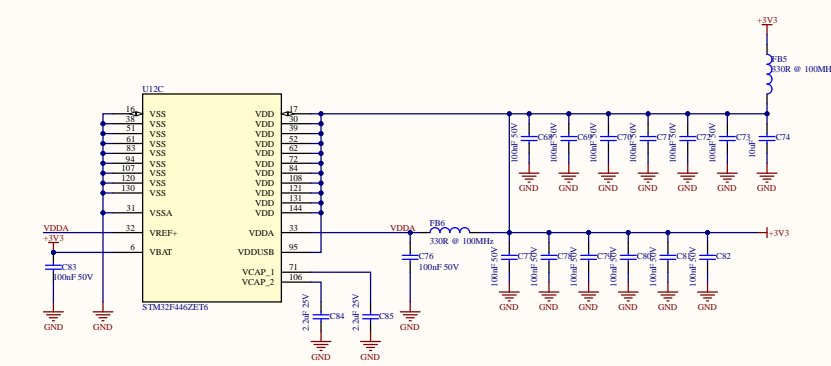 +3V3
FB5
330R @ 100MH
U12C
16 VSS VDD 17
38 VSS VDD 30
51 VSS VDD 39
61 VSS VDD 52
83 VSS VDD 62
94 VSS VDD 72
107 VSS VDD 84
120 VSS VDD 108
130 VSS VDD 121
VDD 131
31 VSSA VDD 144
VDDA 32 VREF+ VDDA 33 VDDA
+3V3
6 VBAT VDDUSB 95
VCAP_1 71
VCAP_2 106
STM32F446ZET6
C83
100nF 50V
GND
GND
100nF 50V C68
100nF 50V C69
100nF 50V C70
100nF 50V C71
100nF 50V C72
100nF 50V C73
10uF C74
GND GND GND GND GND GND GND
FB6
330R @ 100MHz
+3V3
C76
100nF 50V
GND
100nF 50V C77
100nF 50V C78
100nF 50V C79
100nF 50V C80
100nF 50V C81
C82
GND GND GND GND GND GND
2.2uF 25V C84
2.2uF 25V C85
GND GND